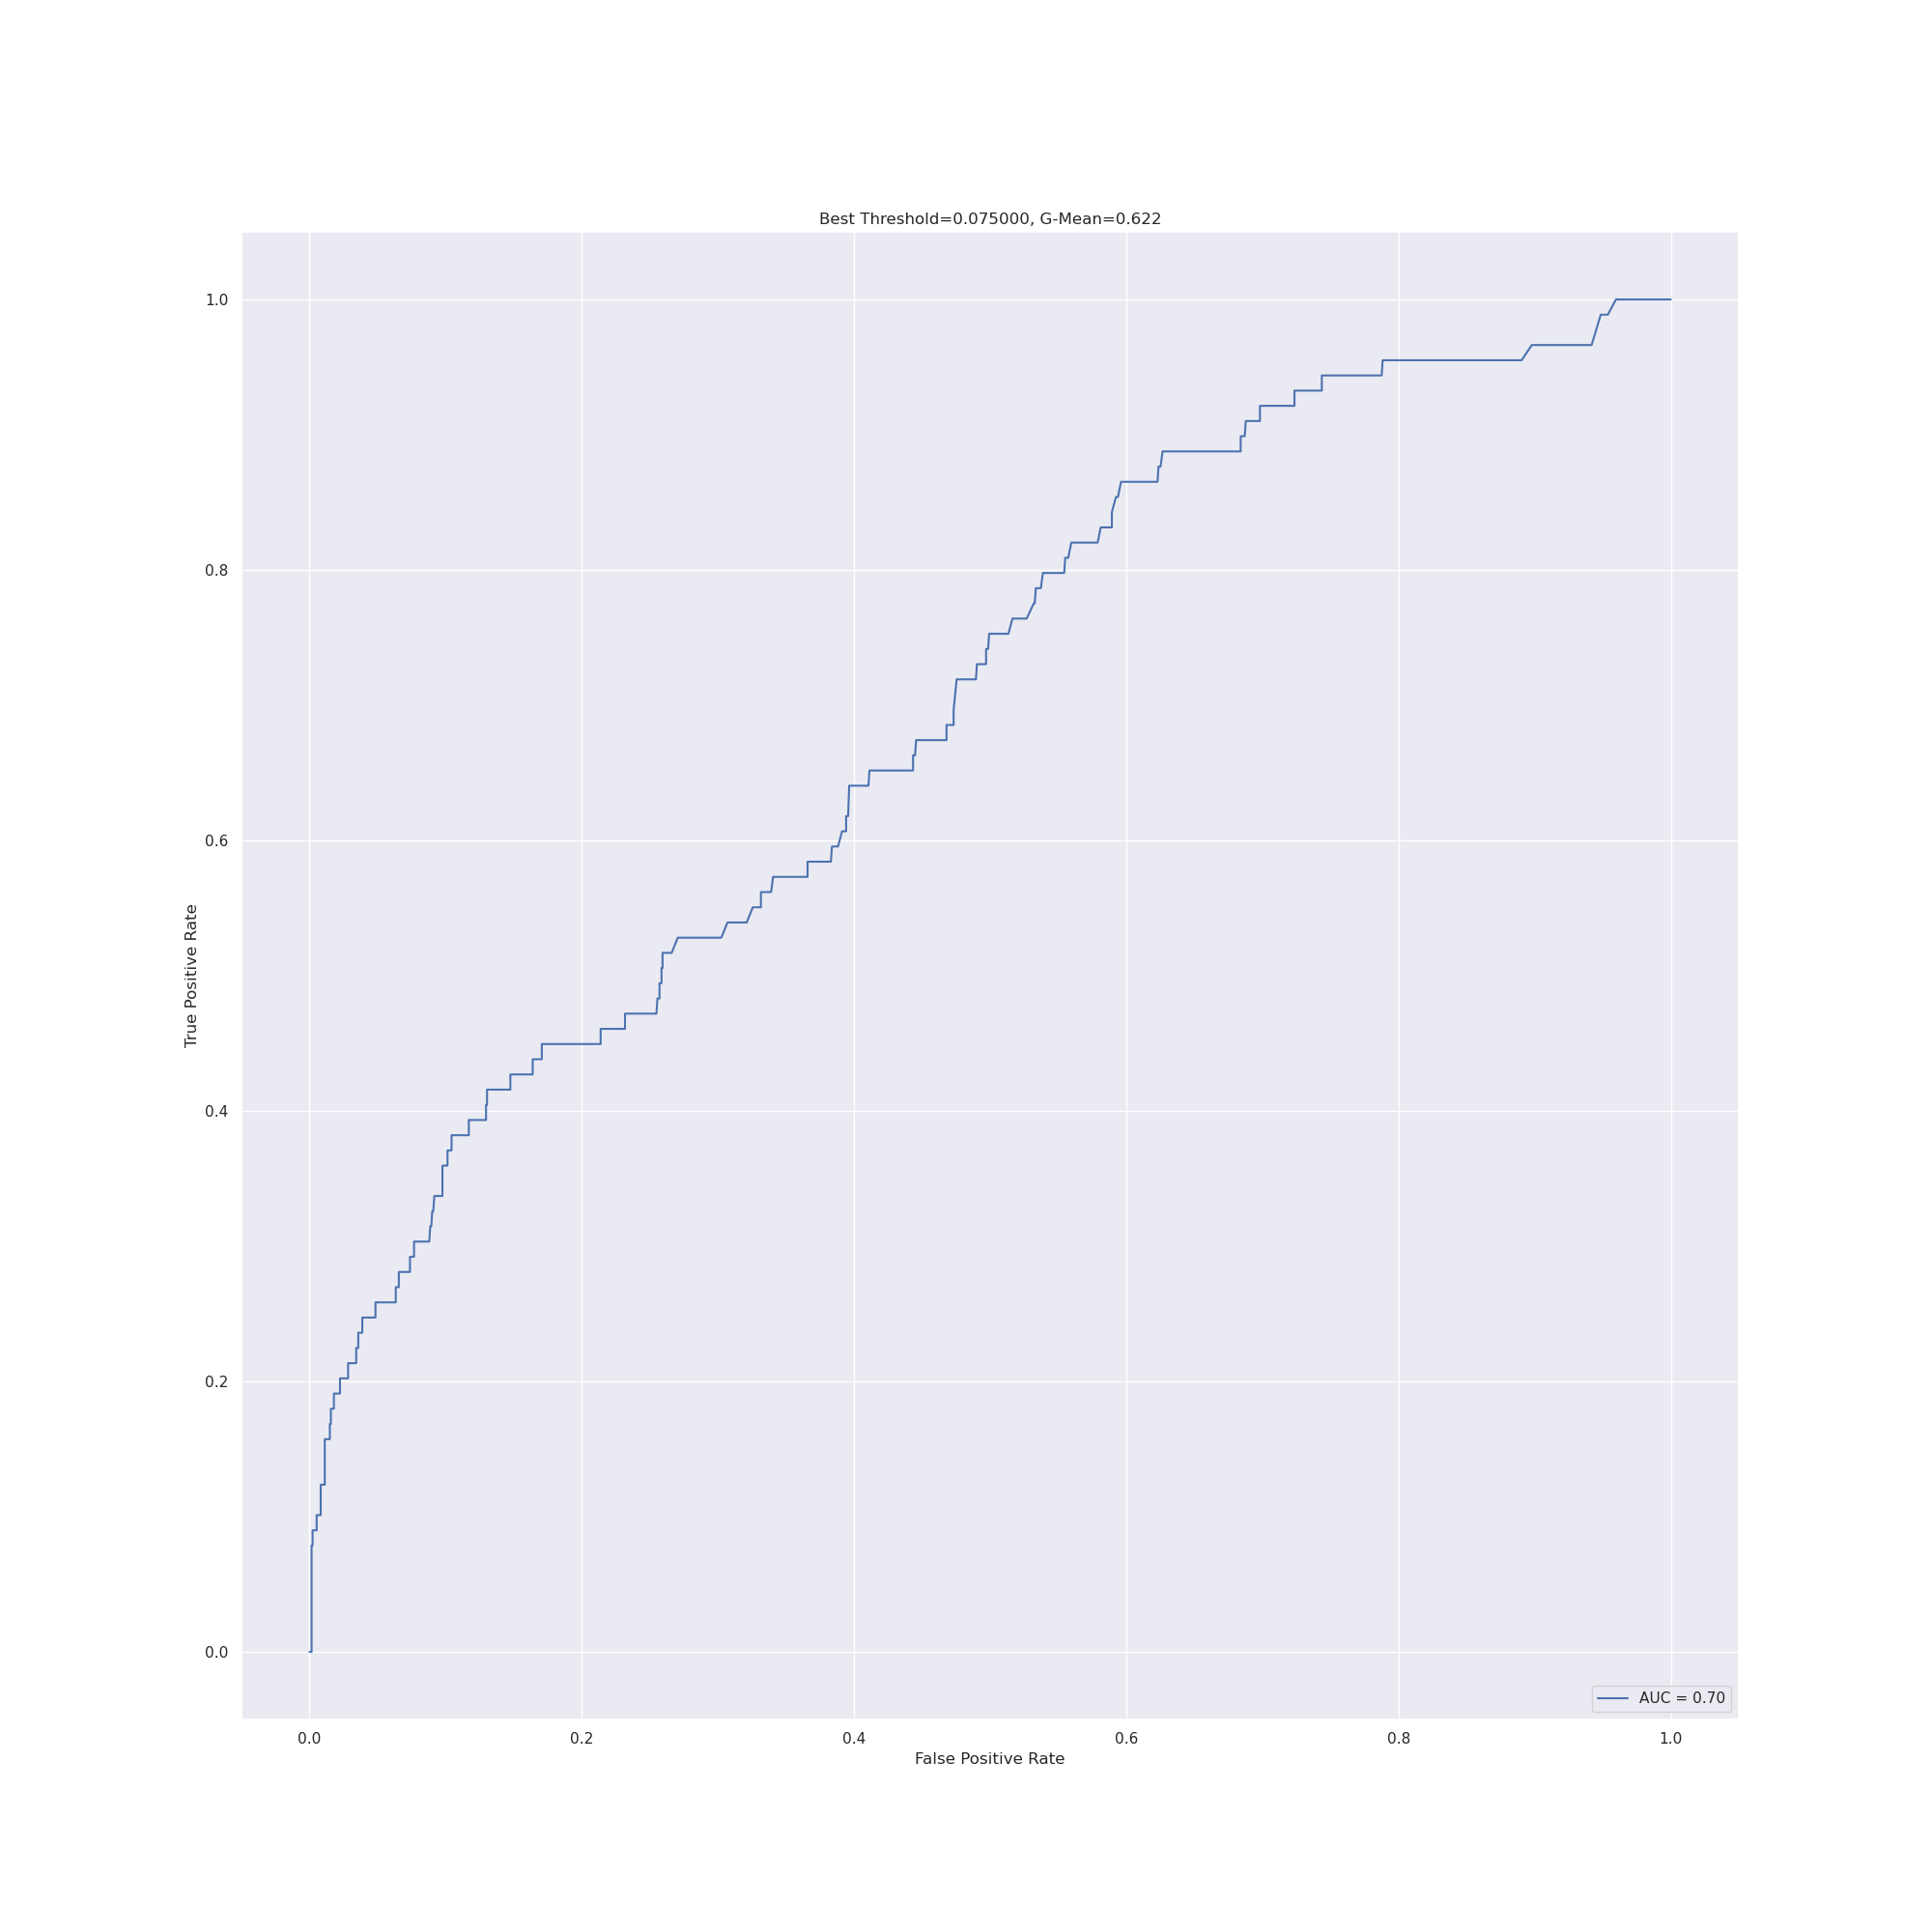 Best Threshold=0.075000, G-Mean=0.622
1.0
0.8
0.6
0.4
0.2
0.0
True Positive Rate
0.0 0.2 0.4 0.6 0.8 1.0
False Positive Rate
AUC = 0.70